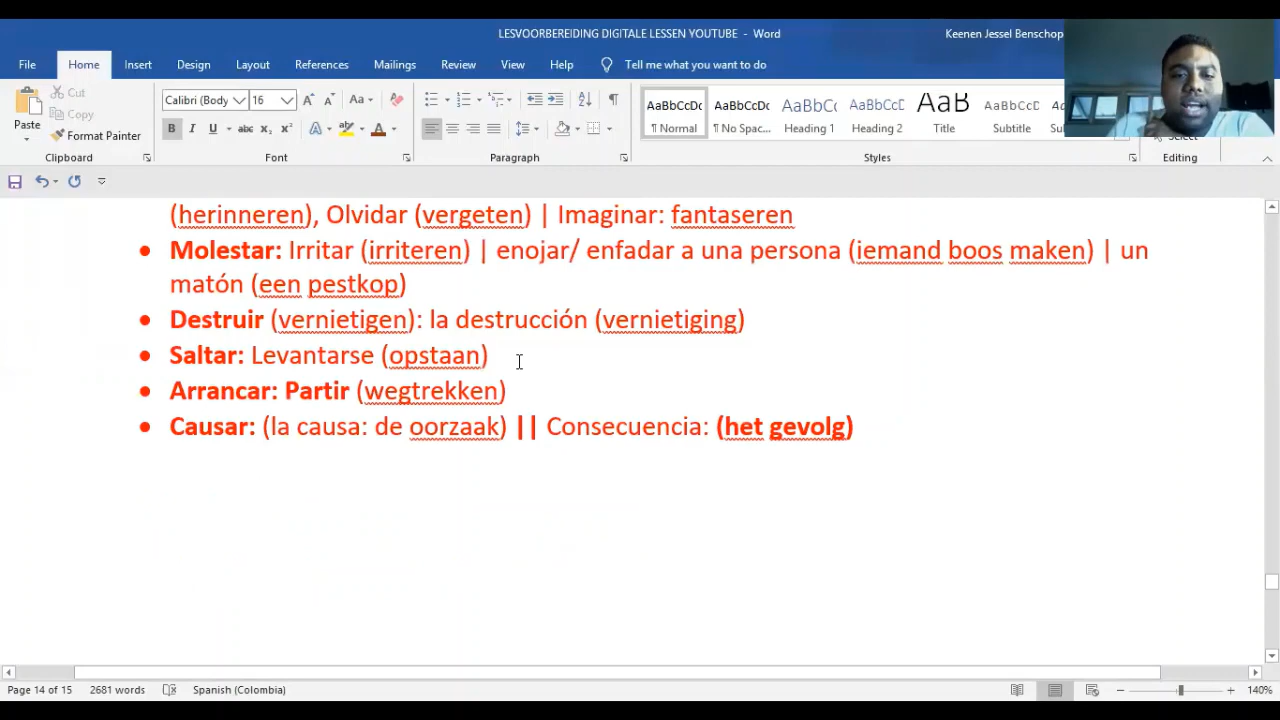 LESVOORBEREIDING DIGITALE LESSEN YOUTUBE - Word
Keenen Jessel Benschop
File Home Insert Design Layout References Mailings Review View Help Tell me what you want to do
Cut
Copy
Format Painter
Paste
Calibri (Body 16
AaBbCcDc AaBbCcDc AaBbCcD AaBbCcD AaB AaBbCcD
¶ Normal ¶ No Spac... Heading 1 Heading 2 Title Subtitle
Clipboard Font Paragraph Styles Editing
(herinneren), Olvidar (vergeten) | Imaginar: fantaseren
• Molestar: Irritar (irriteren) | enojar/ enfadar a una persona (iemand boos maken) | un
matón (een pestkop)
• Destruir (vernietigen): la destrucción (vernietiging)
• Saltar: Levantarse (opstaan)
• Arrancar: Partir (wegtrekken)
• Causar: (la causa: de oorzaak) || Consecuencia: (het gevolg)
Page 14 of 15 2681 words Spanish (Colombia) 140%